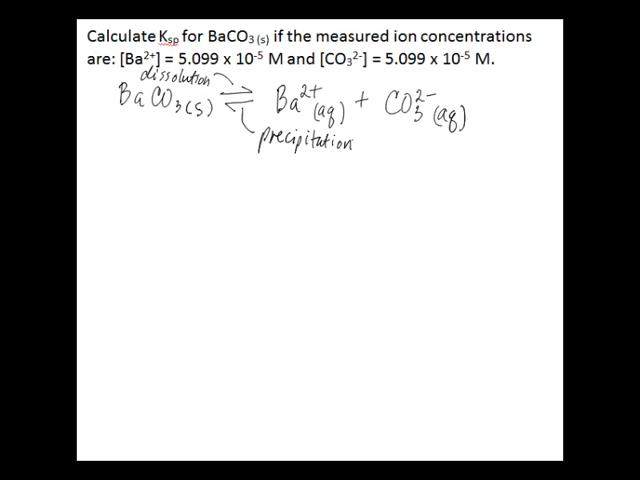 Calculate Ksp for BaCO3 (s) if the measured ion concentrations
are: [Ba2+] = 5.099 x 10-5 M and [CO32-] = 5.099 x 10-5 M.
dissolution
BaCO3(s) ⇌ Ba2+(aq) + CO32-(aq)
precipitation